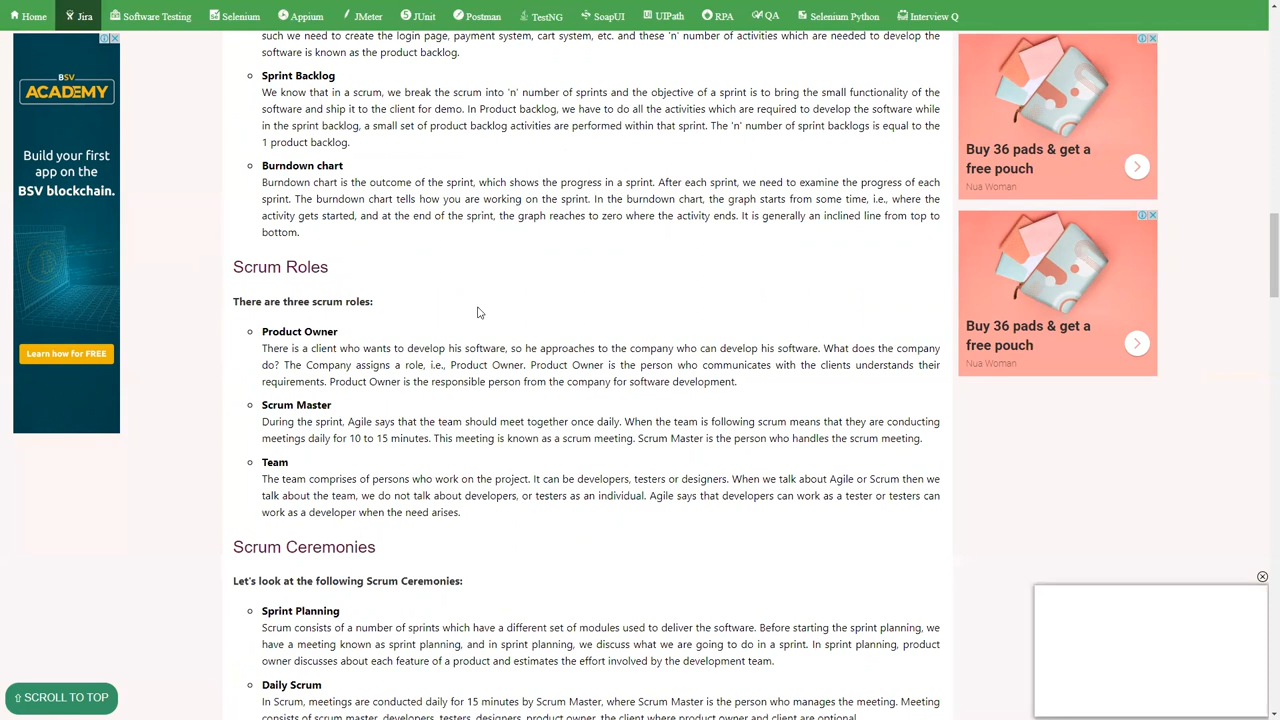 Home Jira Software Testing Selenium Appium JMeter JUnit Postman TestNG SoapUI UIPath RPA QA Selenium Python Interview Q
such we need to create the login page, payment system, cart system, etc. and these 'n' number of activities which are needed to develop the
software is known as the product backlog.
Sprint Backlog
We know that in a scrum, we break the scrum into 'n' number of sprints and the objective of a sprint is to bring the small functionality of the
software and ship it to the client for demo. In Product backlog, we have to do all the activities which are required to develop the software while
in the sprint backlog, a small set of product backlog activities are performed within that sprint. The 'n' number of sprint backlogs is equal to the
1 product backlog.
Burndown chart
Burndown chart is the outcome of the sprint, which shows the progress in a sprint. After each sprint, we need to examine the progress of each
sprint. The burndown chart tells how you are working on the sprint. In the burndown chart, the graph starts from some time, i.e., where the
activity gets started, and at the end of the sprint, the graph reaches to zero where the activity ends. It is generally an inclined line from top to
bottom.
Scrum Roles
There are three scrum roles:
Product Owner
There is a client who wants to develop his software, so he approaches to the company who can develop his software. What does the company
do? The Company assigns a role, i.e., Product Owner. Product Owner is the person who communicates with the clients understands their
requirements. Product Owner is the responsible person from the company for software development.
Scrum Master
During the sprint, Agile says that the team should meet together once daily. When the team is following scrum means that they are conducting
meetings daily for 10 to 15 minutes. This meeting is known as a scrum meeting. Scrum Master is the person who handles the scrum meeting.
Team
The team comprises of persons who work on the project. It can be developers, testers or designers. When we talk about Agile or Scrum then we
talk about the team, we do not talk about developers, or testers as an individual. Agile says that developers can work as a tester or testers can
work as a developer when the need arises.
Scrum Ceremonies
Let's look at the following Scrum Ceremonies:
Sprint Planning
Scrum consists of a number of sprints which have a different set of modules used to deliver the software. Before starting the sprint planning, we
have a meeting known as sprint planning, and in sprint planning, we discuss what we are going to do in a sprint. In sprint planning, product
owner discusses about each feature of a product and estimates the effort involved by the development team.
Daily Scrum
In Scrum, meetings are conducted daily for 15 minutes by Scrum Master, where Scrum Master is the person who manages the meeting. Meeting
consists of scrum master, developers, testers, designers, product owner, the client where product owner and client are optional.
BSV
ACADEMY
Build your first
app on the
BSV blockchain.
Learn how for FREE
Buy 36 pads & get a
free pouch
Nua Woman
Buy 36 pads & get a
free pouch
Nua Woman
⇧ SCROLL TO TOP